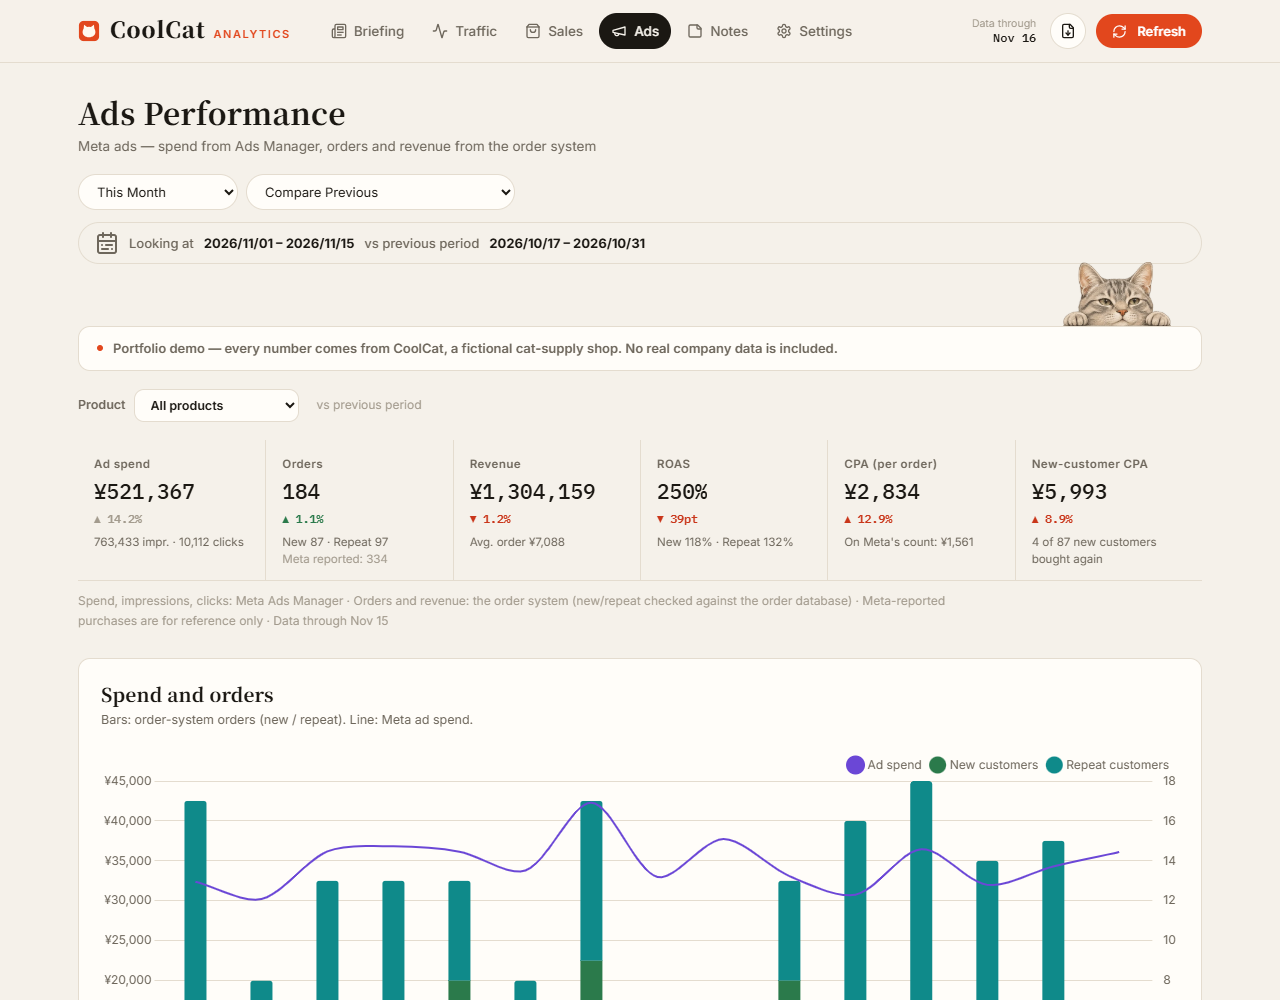 CoolCat ANALYTICS
Briefing
Traffic
Sales
Ads
Notes
Settings
Data through
Nov 16
Refresh
Ads Performance
Meta ads — spend from Ads Manager, orders and revenue from the order system
This Month
Compare Previous
Looking at 2026/11/01 – 2026/11/15 vs previous period 2026/10/17 – 2026/10/31
Portfolio demo — every number comes from CoolCat, a fictional cat-supply shop. No real company data is included.
Product
All products
vs previous period
Ad spend
¥521,367
▲ 14.2%
763,433 impr. · 10,112 clicks
Orders
184
▲ 1.1%
New 87 · Repeat 97
Meta reported: 334
Revenue
¥1,304,159
▼ 1.2%
Avg. order ¥7,088
ROAS
250%
▼ 39pt
New 118% · Repeat 132%
CPA (per order)
¥2,834
▲ 12.9%
On Meta's count: ¥1,561
New-customer CPA
¥5,993
▲ 8.9%
4 of 87 new customers
bought again
Spend, impressions, clicks: Meta Ads Manager · Orders and revenue: the order system (new/repeat checked against the order database) · Meta-reported
purchases are for reference only · Data through Nov 15
Spend and orders
Bars: order-system orders (new / repeat). Line: Meta ad spend.
Ad spend
New customers
Repeat customers
¥45,000
18
¥40,000
16
¥35,000
14
¥30,000
12
¥25,000
10
¥20,000
8